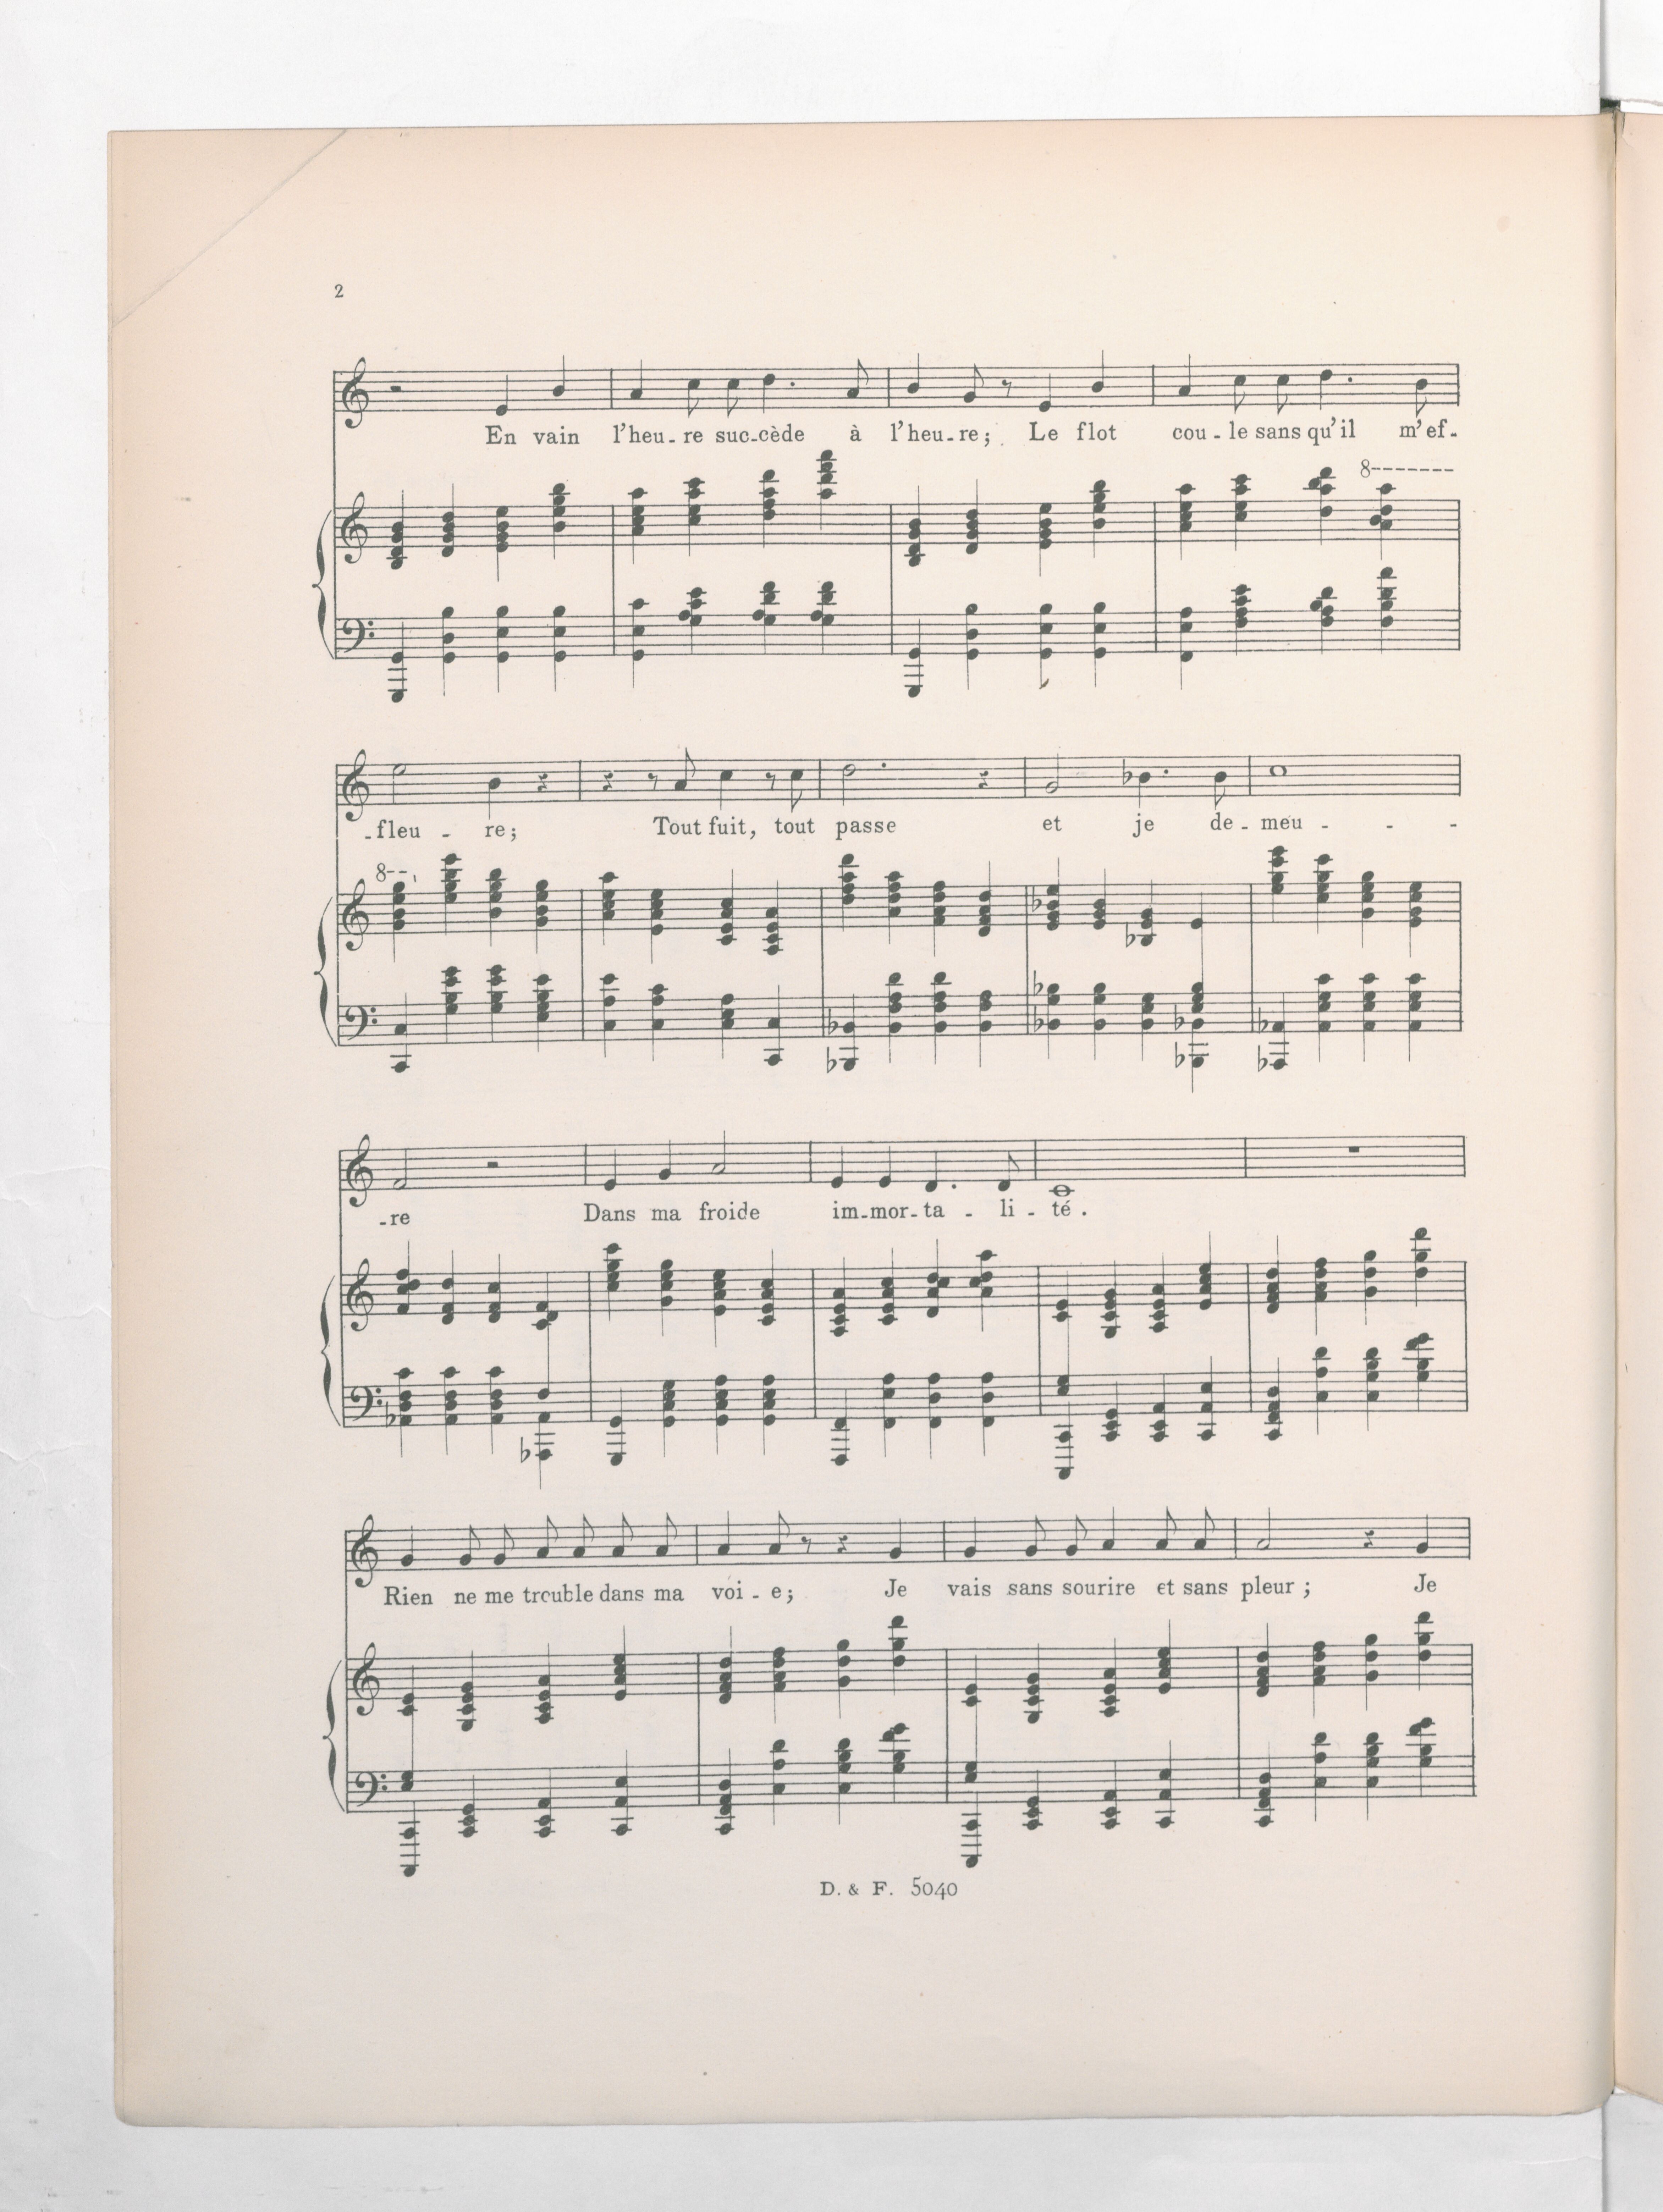 2
En vain l'heu-re suc-cède à l'heu-re; Le flot cou-le sans qu'il m'ef-
8
-fleu-re; Tout fuit, tout passe et je de-meu-
8
-re Dans ma froide im-mor-ta-li-té.
Rien ne me trouble dans ma voi-e; Je vais sans sourire et sans pleur; Je
D. & F. 5040